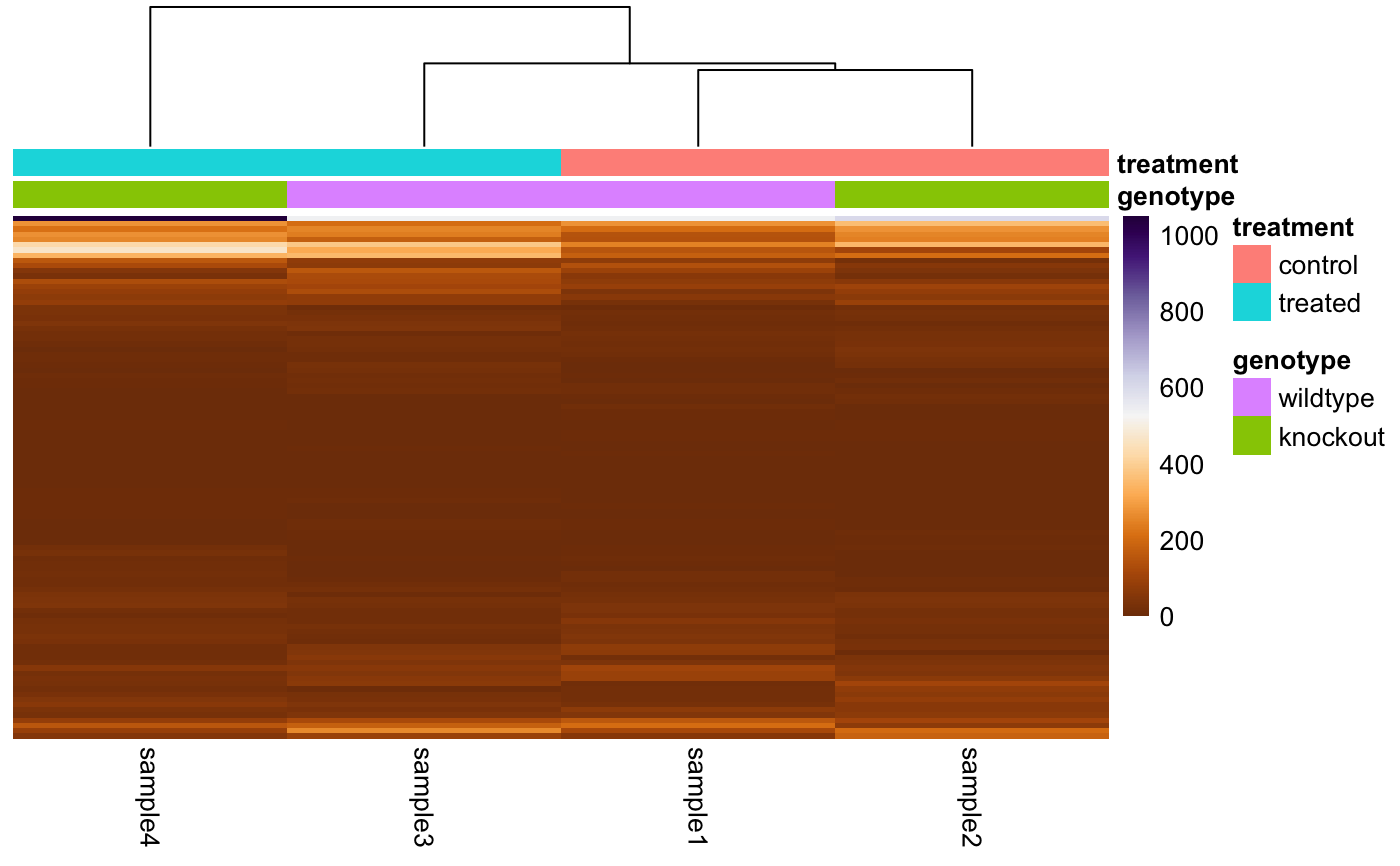 treatment
genotype
1000
800
600
400
200
0
treatment
control
treated
genotype
wildtype
knockout
sample4
sample3
sample1
sample2